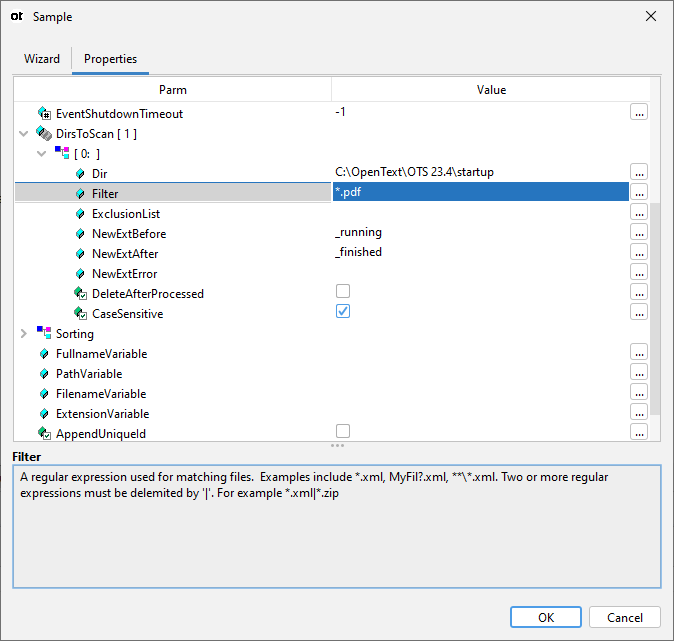 ot Sample
Wizard Properties
Parm Value
EventShutdownTimeout -1 ...
DirsToScan [ 1 ]
[ 0:  ]
Dir C:\OpenText\OTS 23.4\startup ...
Filter *.pdf ...
ExclusionList ...
NewExtBefore _running ...
NewExtAfter _finished ...
NewExtError ...
DeleteAfterProcessed ...
CaseSensitive ...
Sorting
FullnameVariable ...
PathVariable ...
FilenameVariable ...
ExtensionVariable ...
AppendUniqueId ...
Filter
A regular expression used for matching files.  Examples include *.xml, MyFil?.xml, **\*.xml. Two or more regular
expressions must be delemited by '|'. For example *.xml|*.zip
OK Cancel